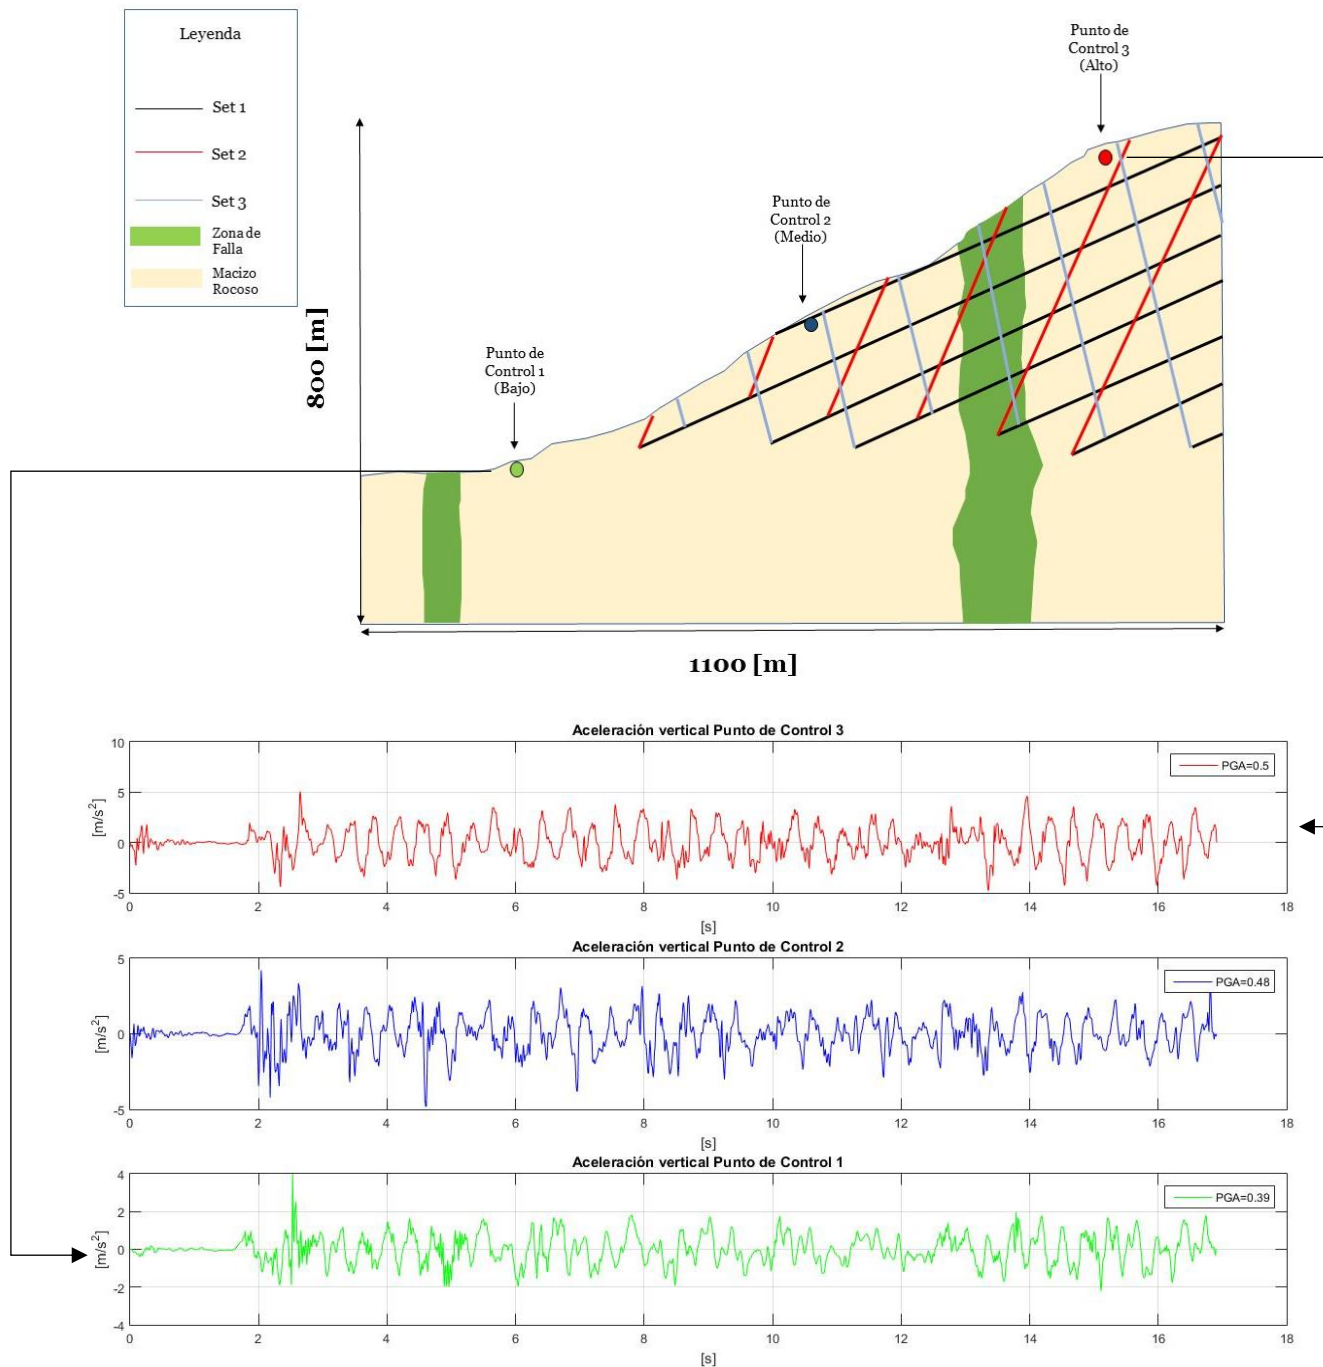 Leyenda
Set 1
Set 2
Set 3
Zona de
Falla
Macizo
Rocoso
Punto de
Control 3
(Alto)
Punto de
Control 2
(Medio)
Punto de
Control 1
(Bajo)
800 [m]
1100 [m]
Aceleración vertical Punto de Control 3
PGA=0.5
[m/s²]
10
5
0
-5
0 2 4 6 8 10 12 14 16 18
[s]
Aceleración vertical Punto de Control 2
PGA=0.48
[m/s²]
5
0
-5
0 2 4 6 8 10 12 14 16 18
[s]
Aceleración vertical Punto de Control 1
PGA=0.39
[m/s²]
4
2
0
-2
-4
0 2 4 6 8 10 12 14 16 18
[s]